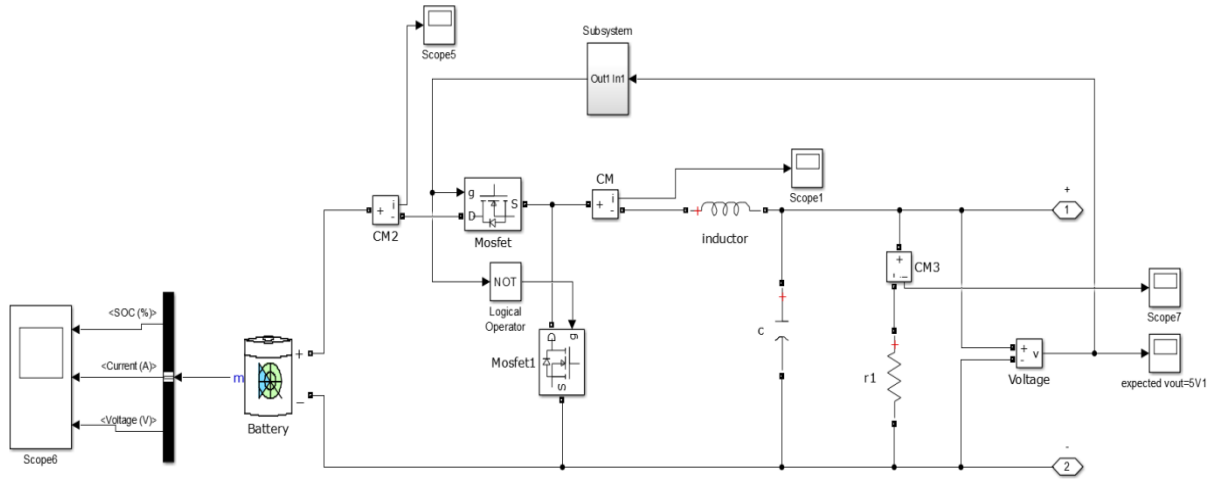 Scope5
Subsystem
Out1 In1
+
i
-
CM2
g
D
S
Mosfet
CM
+
i
-
Scope1
inductor
+
+
1
NOT
Logical
Operator
g
D
S
Mosfet1
+
c
+
i
-
CM3
Scope7
+
r1
+
-
v
Voltage
expected vout=5V1
<SOC (%)>
<Current (A)>
<Voltage (V)>
Scope6
m
+
-
Battery
-
2